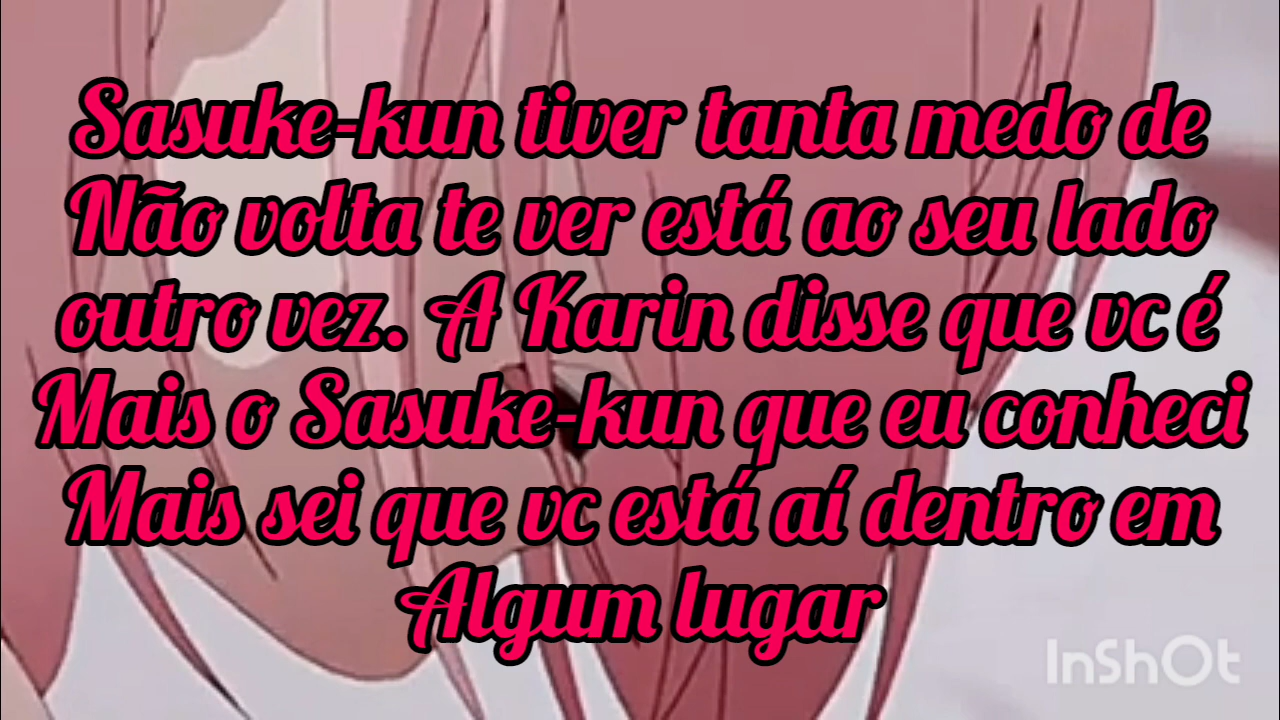 Sasuke-kun tiver tanta medo de
Não volta te ver está ao seu lado
outro vez. A Karin disse que vc é
Mais o Sasuke-kun que eu conheci
Mais sei que vc está aí dentro em
Algum lugar
InShOt